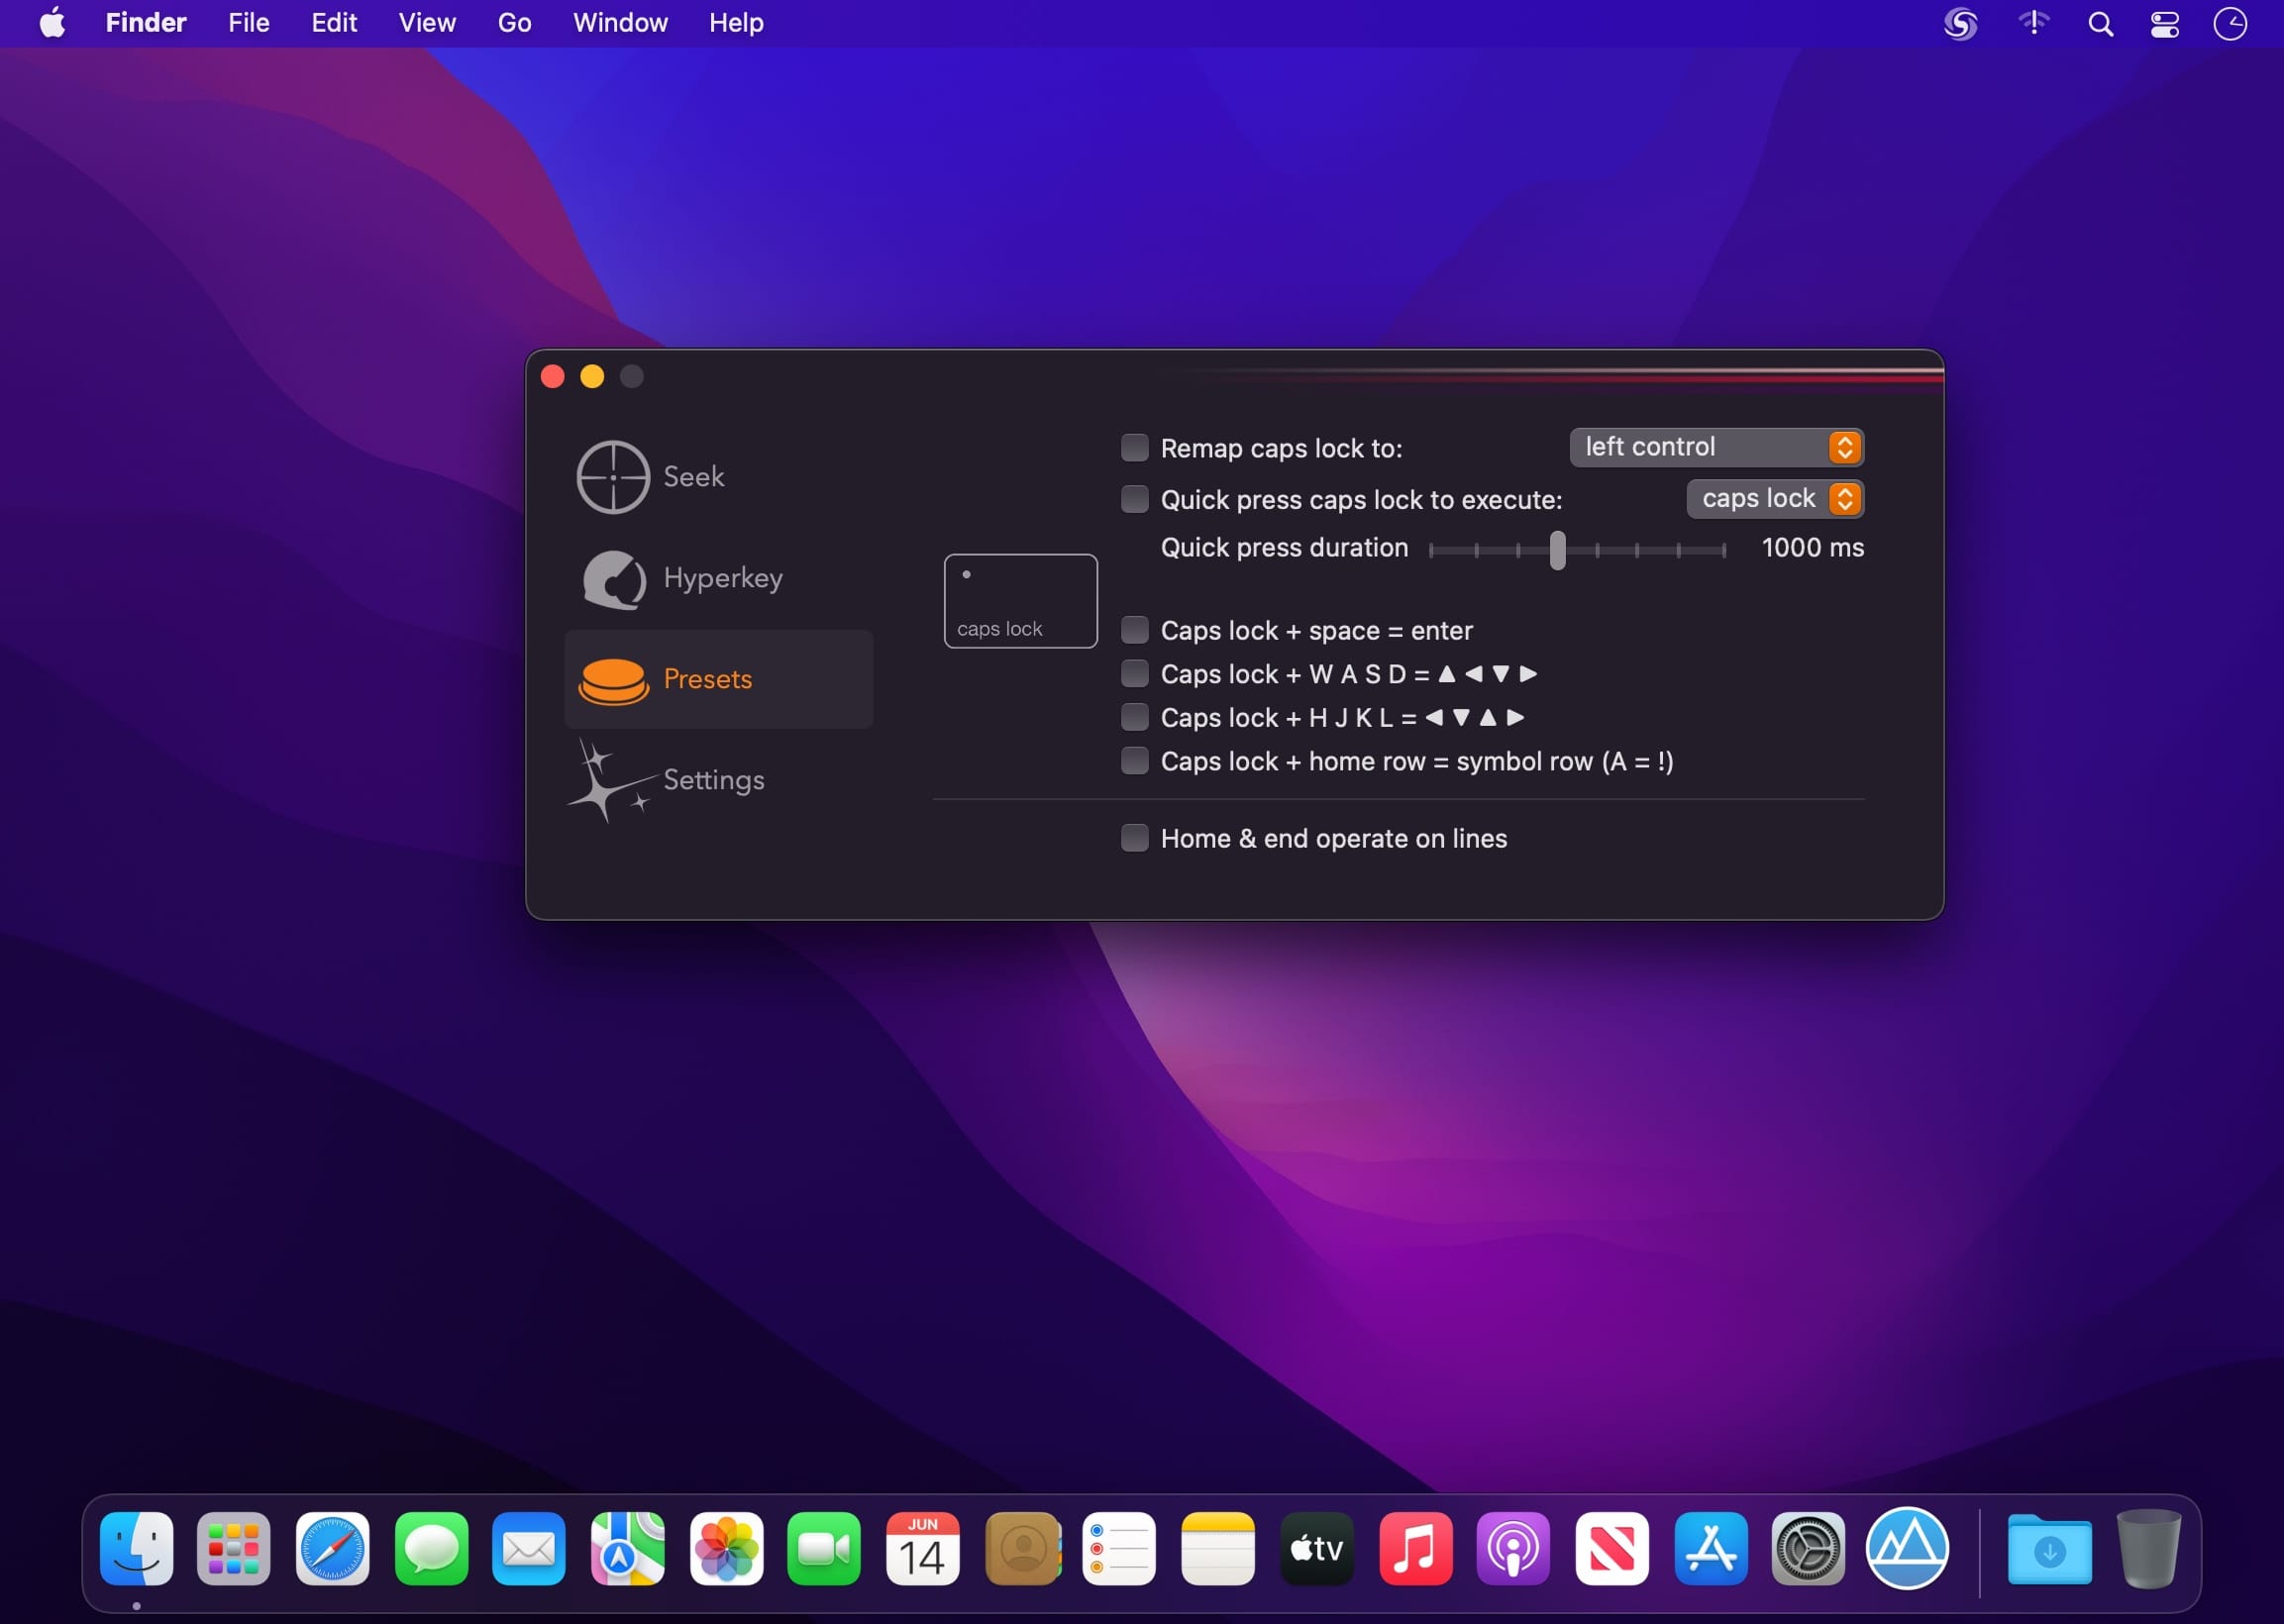 Finder File Edit View Go Window Help
Seek
Hyperkey
Presets
Settings
caps lock
Remap caps lock to: left control
Quick press caps lock to execute: caps lock
Quick press duration 1000 ms
Caps lock + space = enter
Caps lock + W A S D = ▲ ◀ ▼ ▶
Caps lock + H J K L = ◀ ▼ ▲ ▶
Caps lock + home row = symbol row (A = !)
Home & end operate on lines
JUN
14
tv